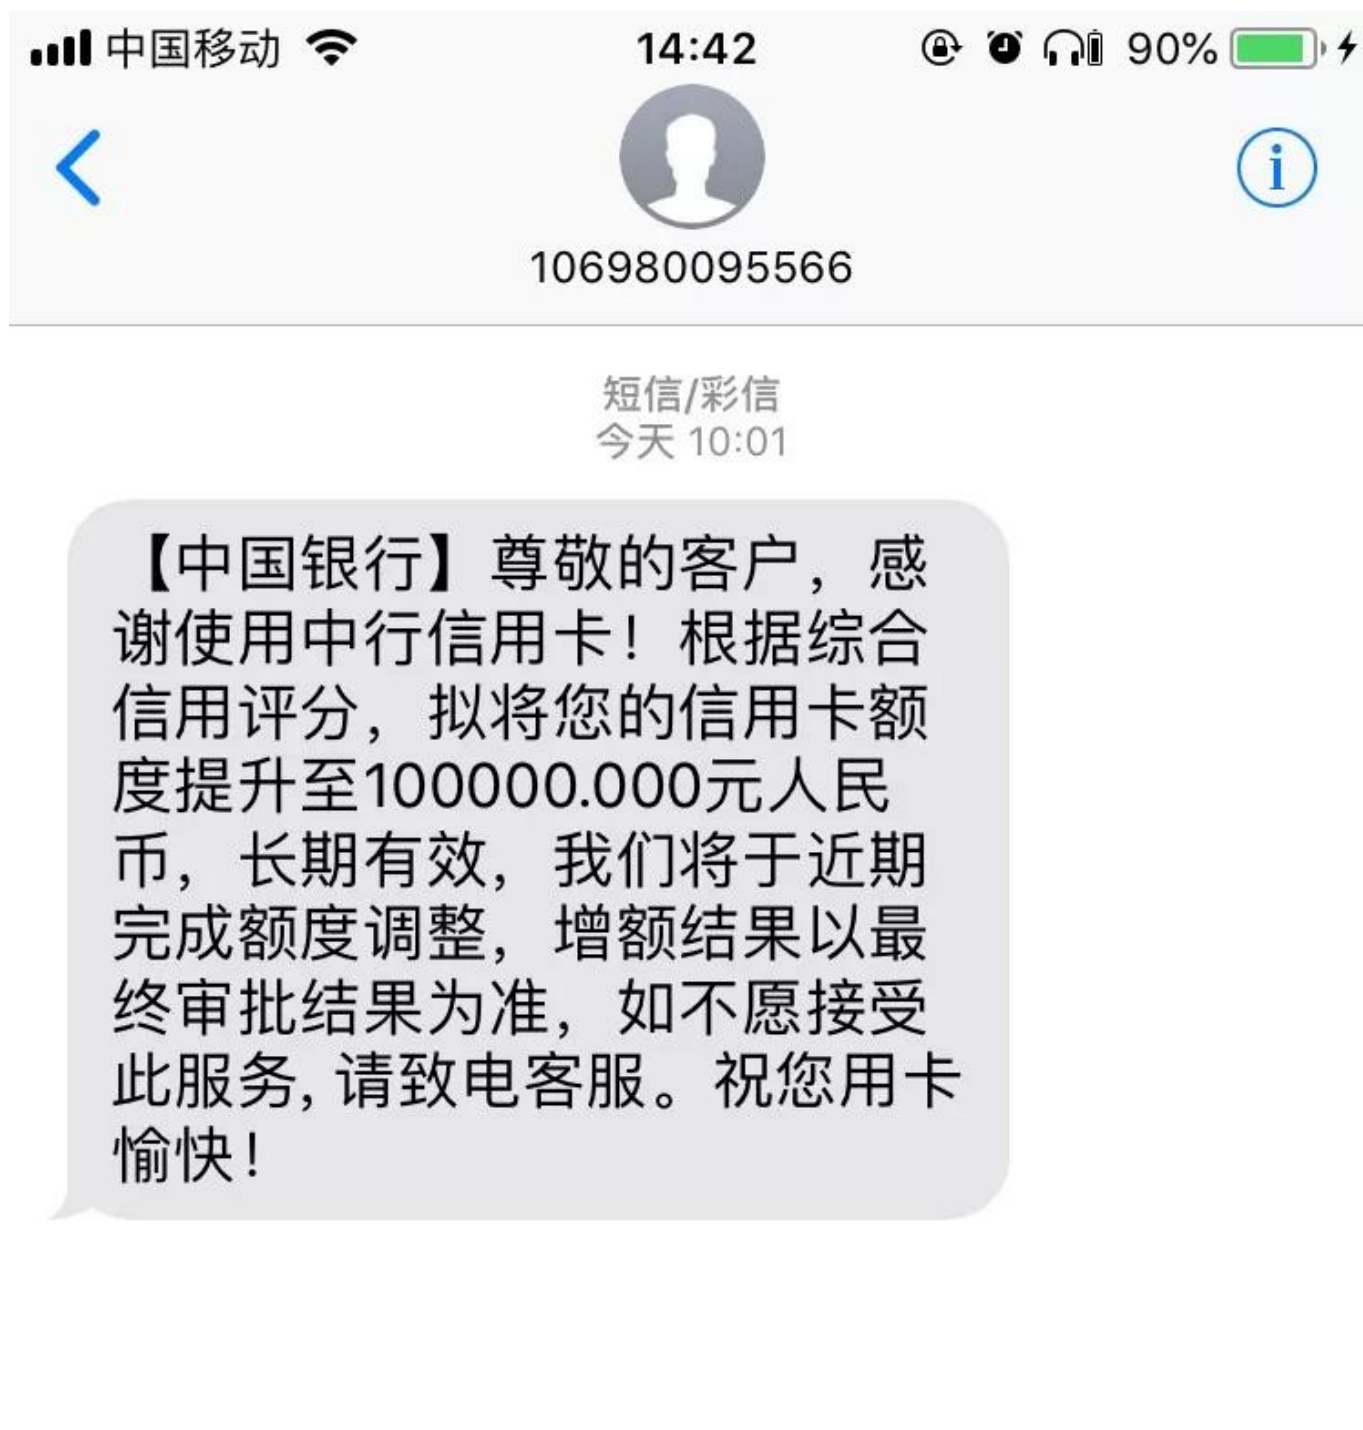 中国移动 14:42 90%
106980095566
短信/彩信
今天 10:01
【中国银行】尊敬的客户，感
谢使用中行信用卡！根据综合
信用评分，拟将您的信用卡额
度提升至100000.000元人民
币，长期有效，我们将于近期
完成额度调整，增额结果以最
终审批结果为准，如不愿接受
此服务, 请致电客服。祝您用卡
愉快！